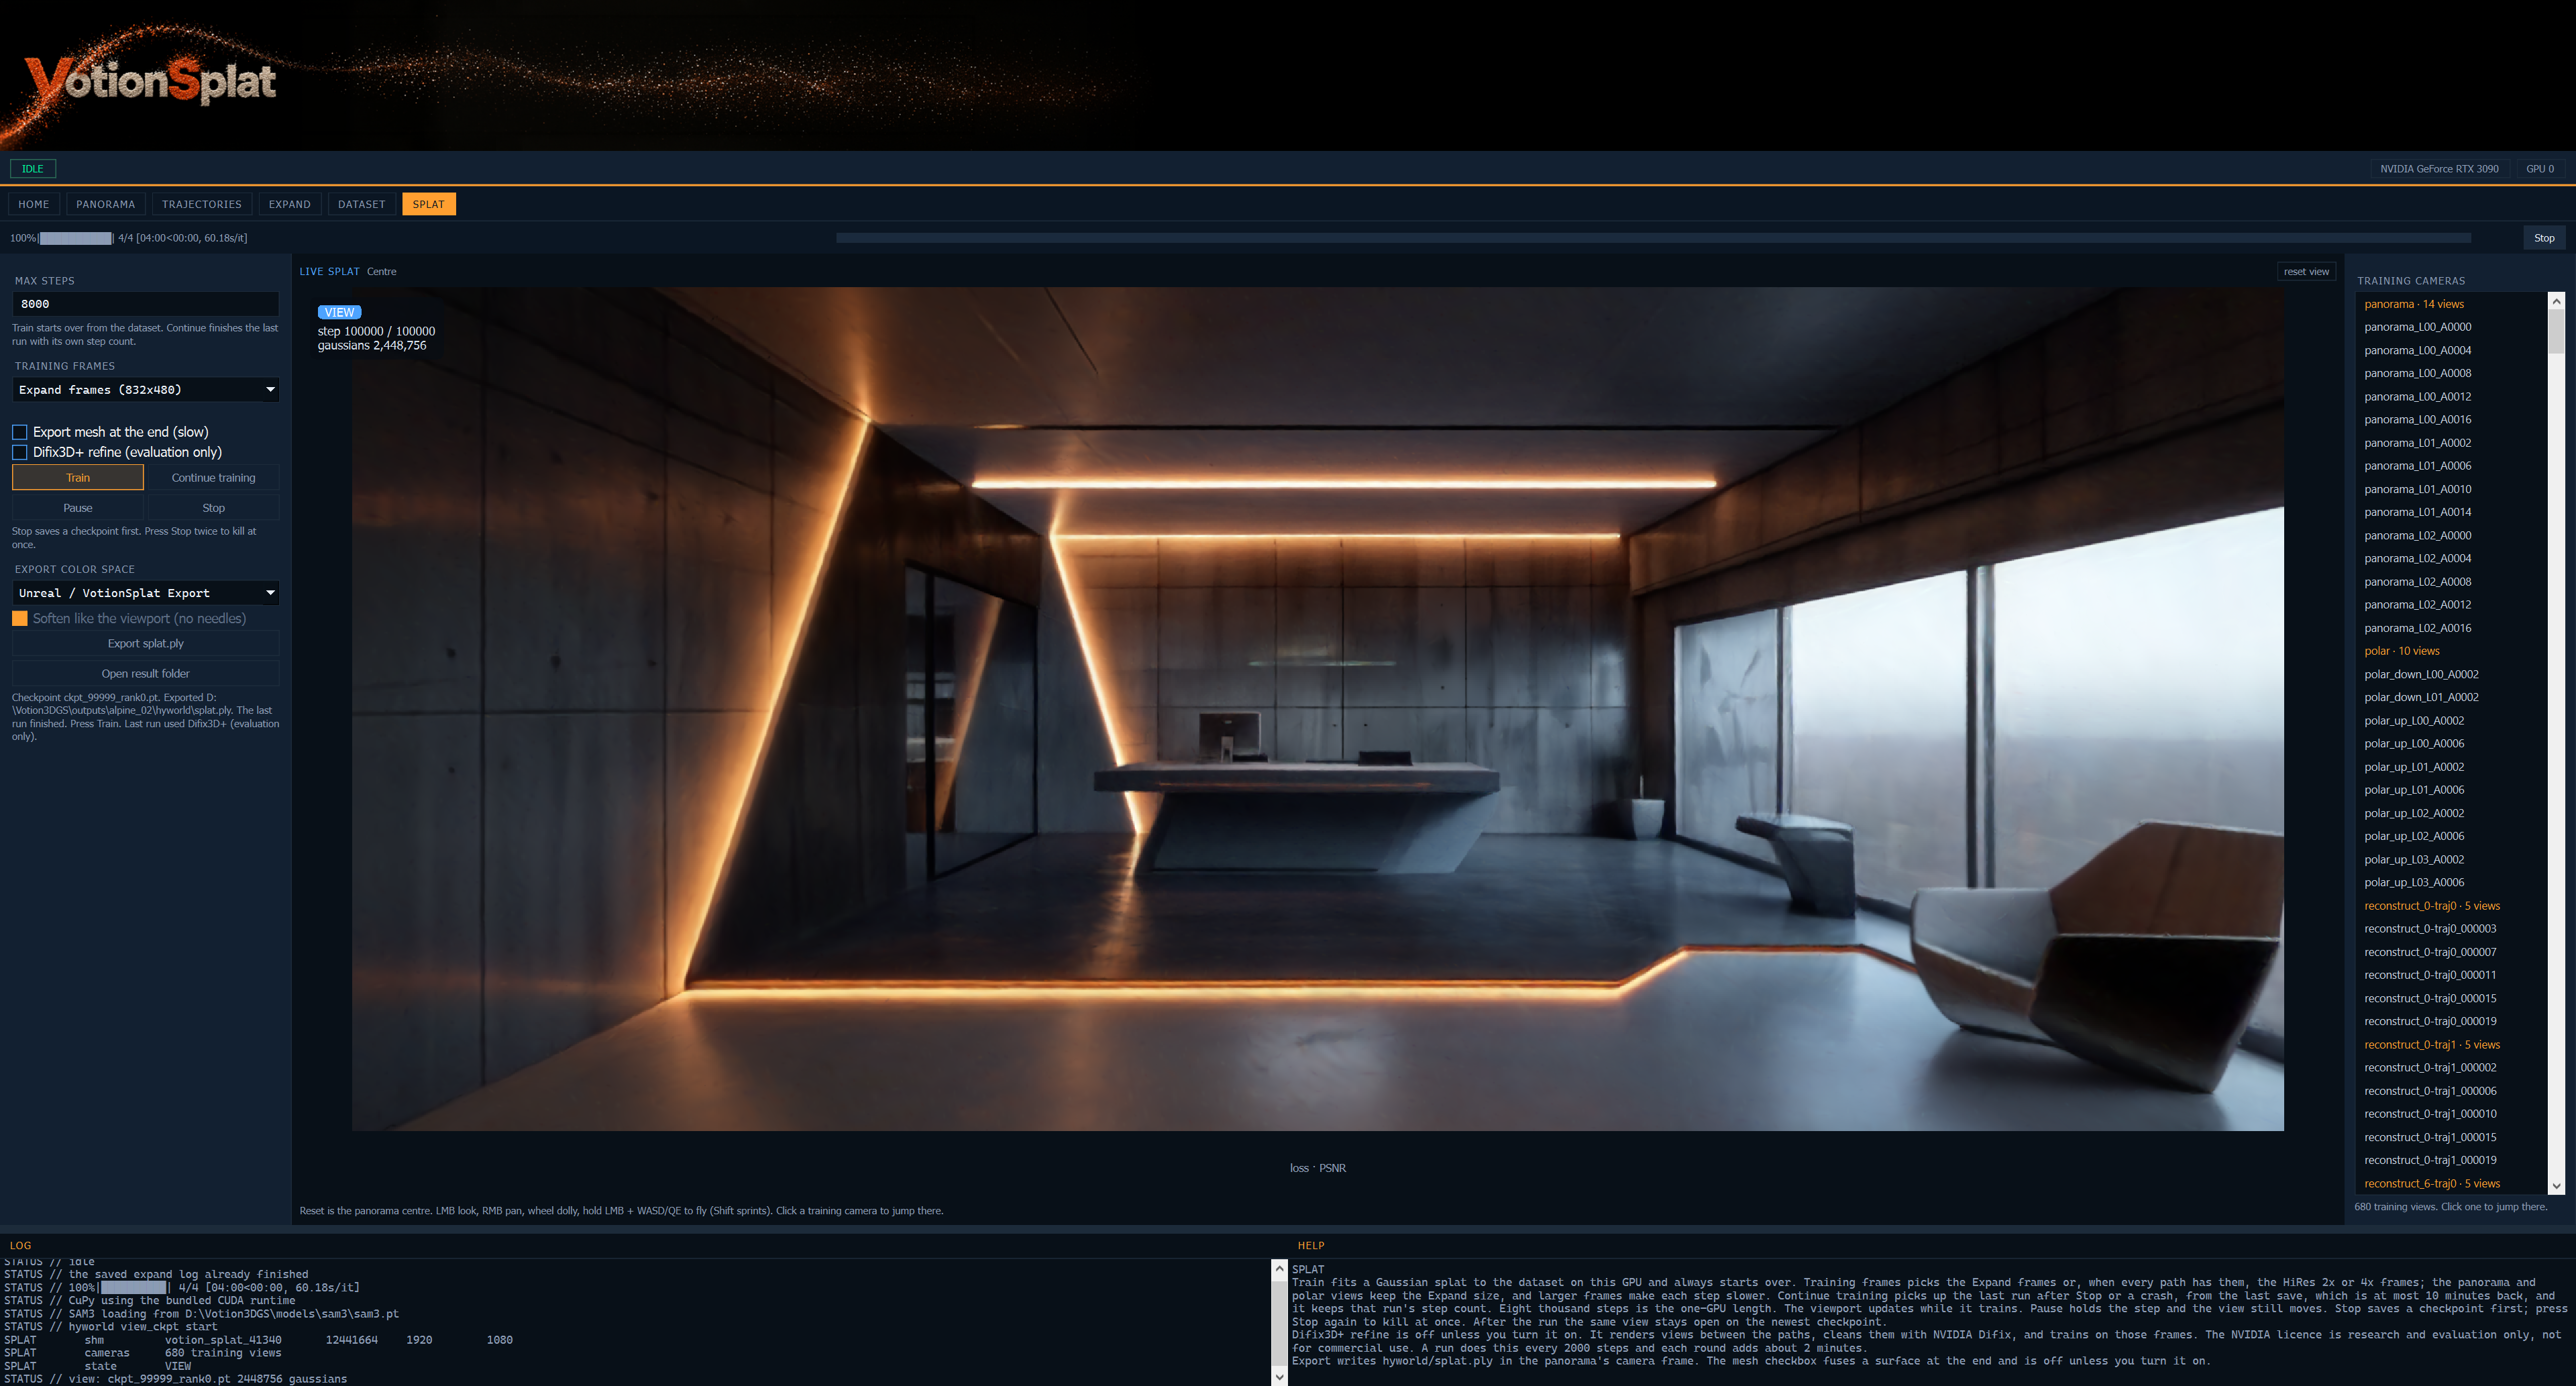 VotionSplat
IDLE
NVIDIA GeForce RTX 3090
GPU 0
HOME
PANORAMA
TRAJECTORIES
EXPAND
DATASET
SPLAT
100%|██████████| 4/4 [04:00<00:00, 60.18s/it]
Stop
MAX STEPS
8000
Train starts over from the dataset. Continue finishes the last
run with its own step count.
TRAINING FRAMES
Expand frames (832x480)
Export mesh at the end (slow)
Difix3D+ refine (evaluation only)
Train
Continue training
Pause
Stop
Stop saves a checkpoint first. Press Stop twice to kill at
once.
EXPORT COLOR SPACE
Unreal / VotionSplat Export
Soften like the viewport (no needles)
Export splat.ply
Open result folder
Checkpoint ckpt_99999_rank0.pt. Exported D:
\Votion3DGS\outputs\alpine_02\hyworld\splat.ply. The last
run finished. Press Train. Last run used Difix3D+ (evaluation
only).
LIVE SPLAT Centre
reset view
VIEW
step 100000 / 100000
gaussians 2,448,756
loss · PSNR
Reset is the panorama centre. LMB look, RMB pan, wheel dolly, hold LMB + WASD/QE to fly (Shift sprints). Click a training camera to jump there.
TRAINING CAMERAS
panorama · 14 views
panorama_L00_A0000
panorama_L00_A0004
panorama_L00_A0008
panorama_L00_A0012
panorama_L00_A0016
panorama_L01_A0002
panorama_L01_A0006
panorama_L01_A0010
panorama_L01_A0014
panorama_L02_A0000
panorama_L02_A0004
panorama_L02_A0008
panorama_L02_A0012
panorama_L02_A0016
polar · 10 views
polar_down_L00_A0002
polar_down_L01_A0002
polar_up_L00_A0002
polar_up_L00_A0006
polar_up_L01_A0002
polar_up_L01_A0006
polar_up_L02_A0002
polar_up_L02_A0006
polar_up_L03_A0002
polar_up_L03_A0006
reconstruct_0-traj0 · 5 views
reconstruct_0-traj0_000003
reconstruct_0-traj0_000007
reconstruct_0-traj0_000011
reconstruct_0-traj0_000015
reconstruct_0-traj0_000019
reconstruct_0-traj1 · 5 views
reconstruct_0-traj1_000002
reconstruct_0-traj1_000006
reconstruct_0-traj1_000010
reconstruct_0-traj1_000015
reconstruct_0-traj1_000019
reconstruct_6-traj0 · 5 views
680 training views. Click one to jump there.
LOG
STATUS // idle
STATUS // the saved expand log already finished
STATUS // 100%|██████████| 4/4 [04:00<00:00, 60.18s/it]
STATUS // CuPy using the bundled CUDA runtime
STATUS // SAM3 loading from D:\Votion3DGS\models\sam3\sam3.pt
STATUS // hyworld view_ckpt start
SPLAT shm votion_splat_41340 12441664 1920 1080
SPLAT cameras 680 training views
SPLAT state VIEW
STATUS // view: ckpt_99999_rank0.pt 2448756 gaussians
HELP
SPLAT
Train fits a Gaussian splat to the dataset on this GPU and always starts over. Training frames picks the Expand frames or, when every path has them, the HiRes 2x or 4x frames; the panorama and
polar views keep the Expand size, and larger frames make each step slower. Continue training picks up the last run after Stop or a crash, from the last save, which is at most 10 minutes back, and
it keeps that run's step count. Eight thousand steps is the one-GPU length. The viewport updates while it trains. Pause holds the step and the view still moves. Stop saves a checkpoint first; press
Stop again to kill at once. After the run the same view stays open on the newest checkpoint.
Difix3D+ refine is off unless you turn it on. It renders views between the paths, cleans them with NVIDIA Difix, and trains on those frames. The NVIDIA licence is research and evaluation only, not
for commercial use. A run does this every 2000 steps and each round adds about 2 minutes.
Export writes hyworld/splat.ply in the panorama's camera frame. The mesh checkbox fuses a surface at the end and is off unless you turn it on.